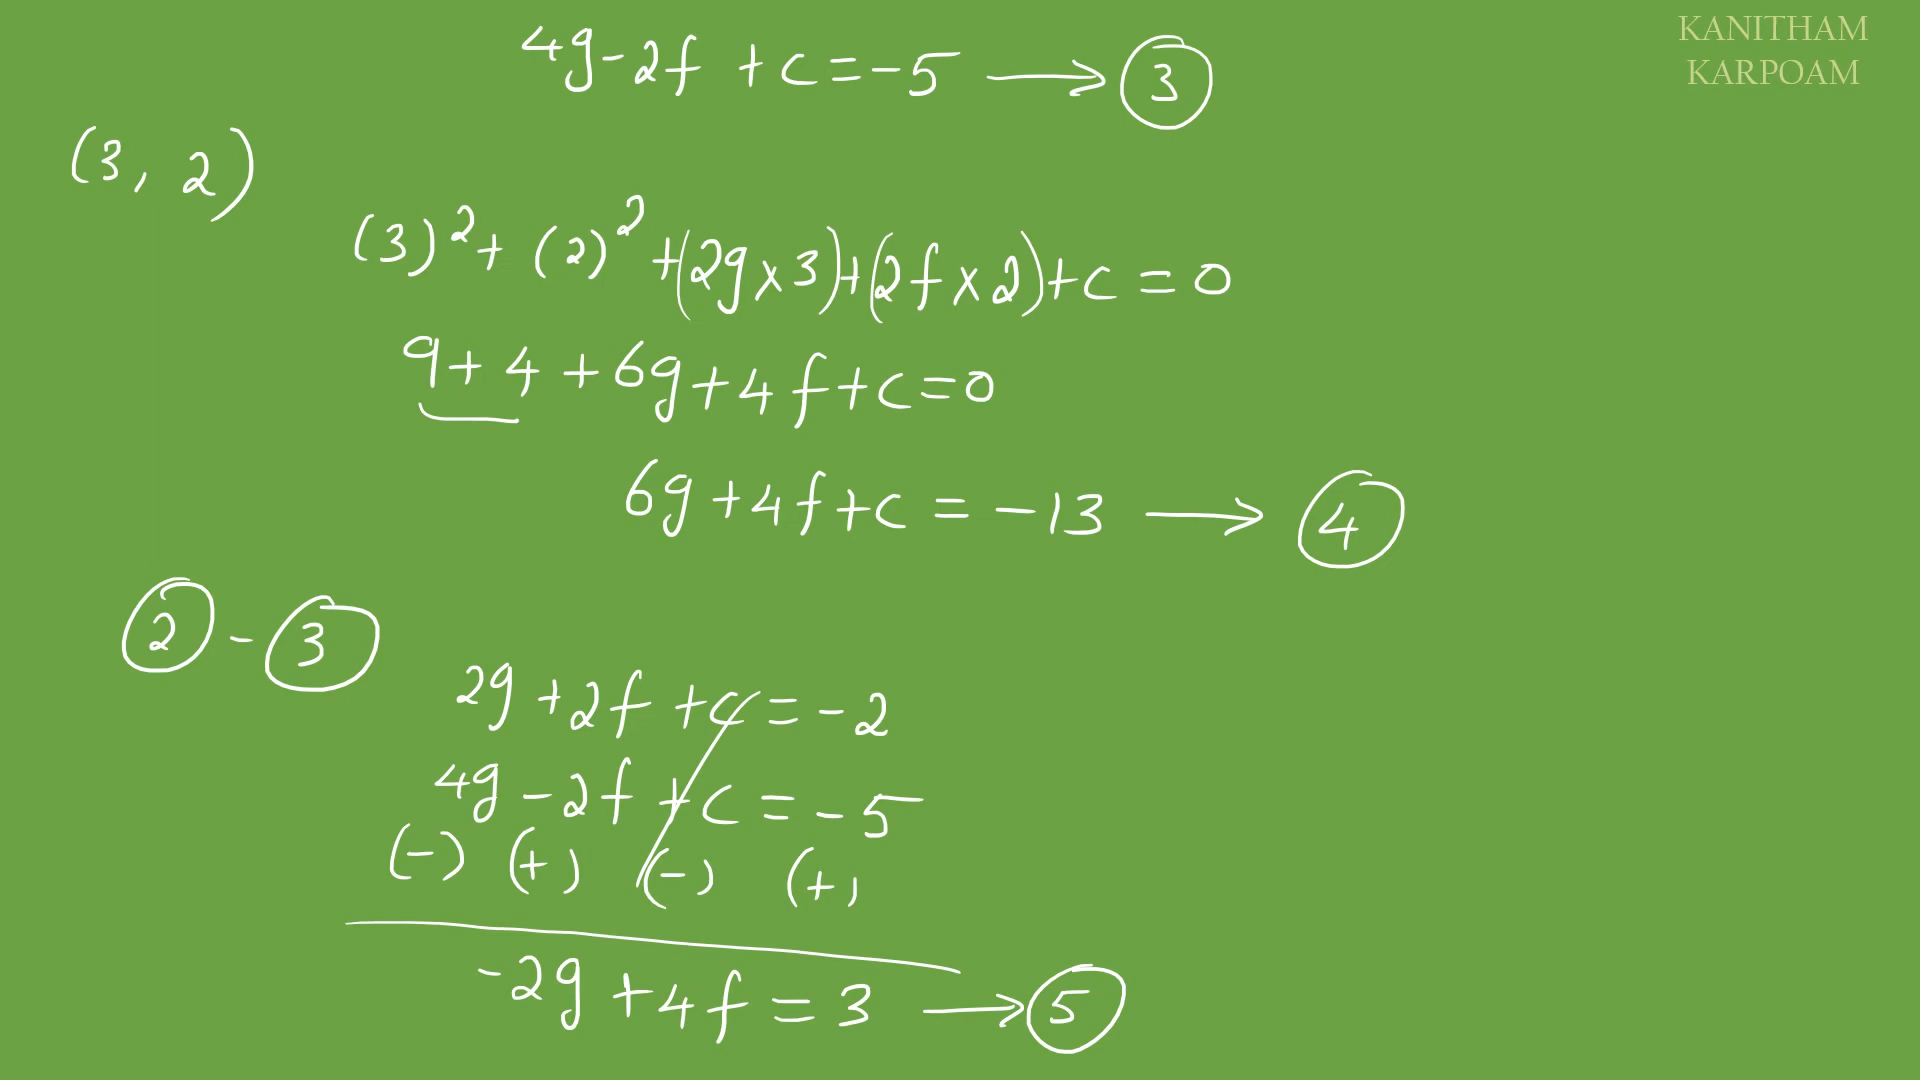 KANITHAM
KARPOAM
4g-2f +c=-5 ⟶ ③
(3, 2)
(3)²+ (2)² +(2g×3)+(2f×2)+c=0
9+4+6g+4f+c=0
6g+4f+c=-13 ⟶ ④
② - ③
2g+2f+c=-2
4g-2f+c=-5
(-) (+) (-) (+)
-2g+4f=3 ⟶ ⑤